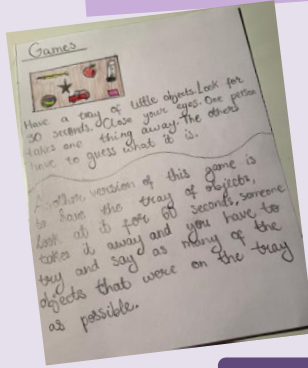 Games
Have a tray of little objects. Look for
30 seconds. Close your eyes. One person
takes one thing away. The others
have to guess what it is.
Another version of this game is
to have the tray of objects,
look at it for 60 seconds, someone
takes it away and you have to
try and say as many of the
objects that were on the tray
as possible.